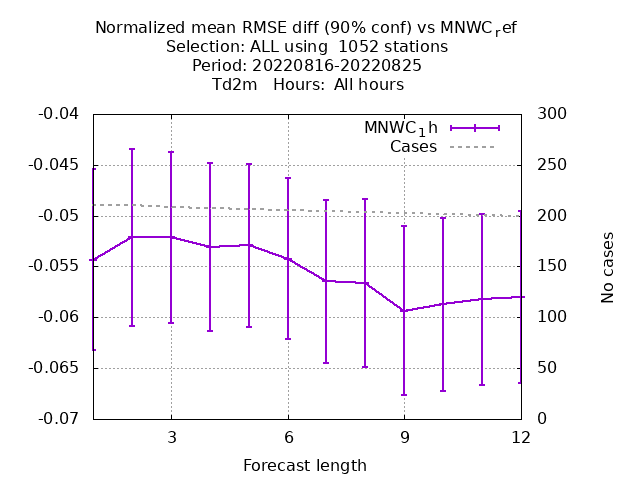 Normalized mean RMSE diff (90% conf) vs MNWC_ref
Selection: ALL using  1052 stations
Period: 20220816-20220825
Td2m   Hours:  All hours
MNWC_1h
Cases
-0.04
-0.045
-0.05
-0.055
-0.06
-0.065
-0.07
300
250
200
150
100
50
0
No cases
3 6 9 12
Forecast length